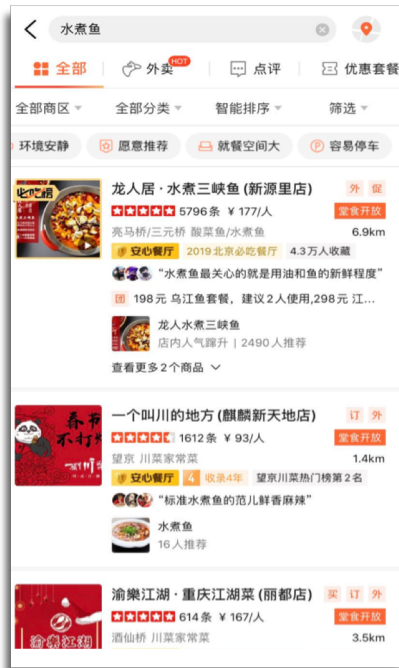 水煮鱼
全部
外卖
HOT
点评
优惠套餐
全部商区
全部分类
智能排序
筛选
环境安静
愿意推荐
就餐空间大
容易停车
必吃榜
龙人居·水煮三峡鱼(新源里店)
外 促
5796条 ¥177/人
堂食开放
亮马桥/三元桥 酸菜鱼/水煮鱼
6.9km
安心餐厅 2019北京必吃餐厅 4.3万人收藏
“水煮鱼最关心的就是用油和鱼的新鲜程度”
团 198元 乌江鱼套餐，建议2人使用,298元 江...
龙人水煮三峡鱼
店内人气蹿升 | 2490人推荐
查看更多2个商品
春节
不打烊
一个叫川的地方(麒麟新天地店)
订 外
1612条 ¥93/人
堂食开放
望京 川菜家常菜
1.4km
安心餐厅 4 收录4年 望京川菜热门榜第2名
“标准水煮鱼的范儿鲜香麻辣”
水煮鱼
16人推荐
渝樂江湖
渝樂江湖·重庆江湖菜(丽都店)
买 订 外
614条 ¥167/人
堂食开放
酒仙桥 川菜家常菜
3.5km